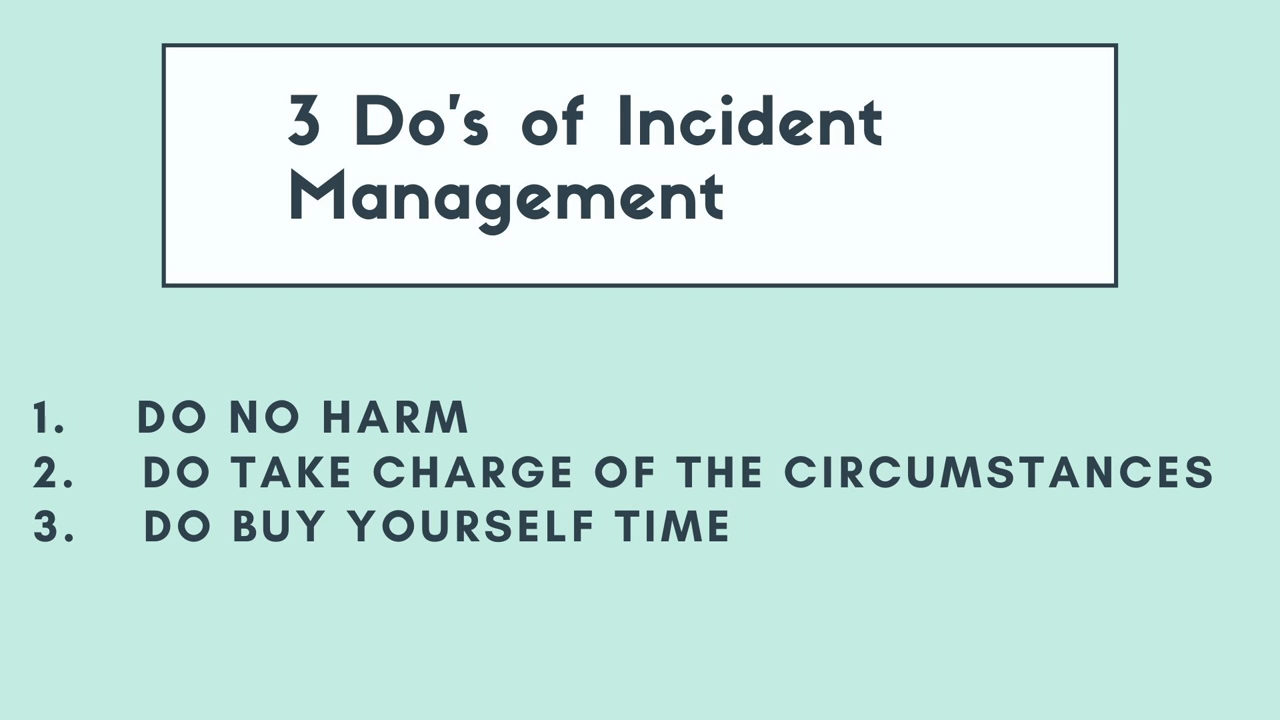 3 Do's of Incident
Management
1. DO NO HARM
2. DO TAKE CHARGE OF THE CIRCUMSTANCES
3. DO BUY YOURSELF TIME